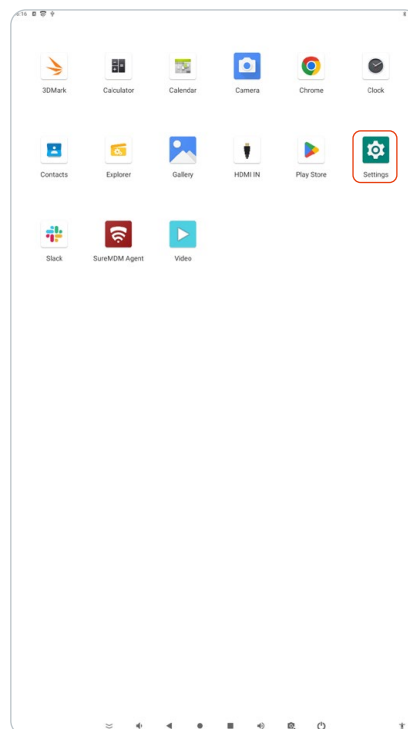 3DMark Calculator Calendar Camera Chrome Clock
Contacts Explorer Gallery HDMI IN Play Store Settings
Slack SureMDM Agent Video